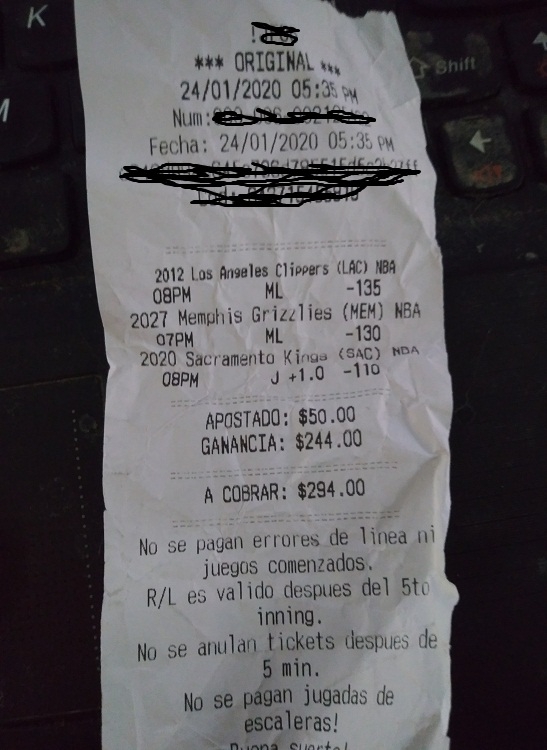 *** ORIGINAL ***
24/01/2020 05:35 PM
Num:
Fecha: 24/01/2020 05:35 PM
2012 Los Angeles Clippers (LAC) NBA
08PM ML -135
2027 Memphis Grizzlies (MEM) NBA
07PM ML -130
2020 Sacramento Kings (SAC) NBA
08PM J +1.0 -110
APOSTADO: $50.00
GANANCIA: $244.00
A COBRAR: $294.00
No se pagan errores de linea ni
juegos comenzados.
R/L es valido despues del 5to
inning.
No se anulan tickets despues de
5 min.
No se pagan jugadas de
escaleras!
Buena suerte!
K
M
Shift